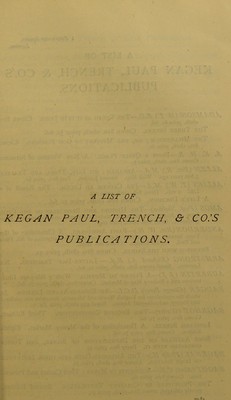 A LIST OF
KEGAN PAUL, TRENCH, & CO.'S
PUBLICATIONS.